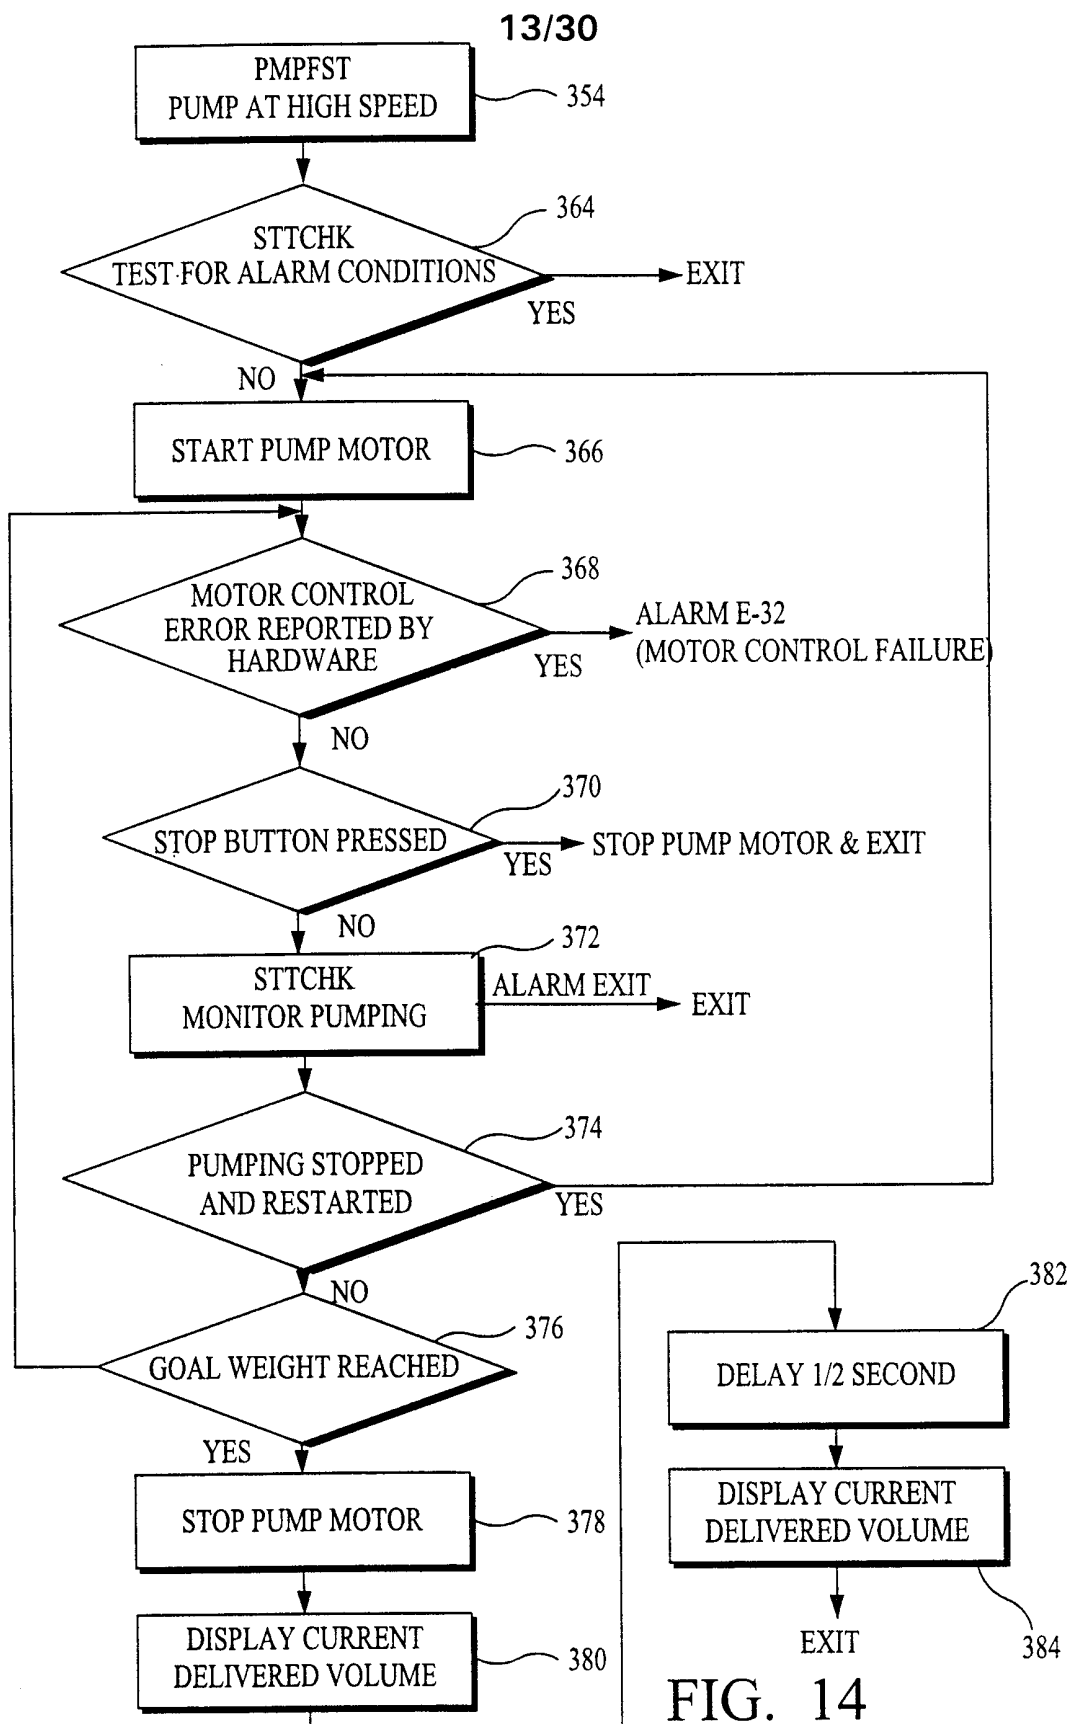 13/30
PMPFST
PUMP AT HIGH SPEED
354
364
STTCHK
TEST FOR ALARM CONDITIONS
EXIT
YES
NO
START PUMP MOTOR
366
368
MOTOR CONTROL
ERROR REPORTED BY
HARDWARE
ALARM E-32
(MOTOR CONTROL FAILURE)
YES
NO
370
STOP BUTTON PRESSED
STOP PUMP MOTOR & EXIT
YES
NO
372
STTCHK
MONITOR PUMPING
ALARM EXIT
EXIT
374
PUMPING STOPPED
AND RESTARTED
YES
NO
376
GOAL WEIGHT REACHED
YES
STOP PUMP MOTOR
378
DISPLAY CURRENT
DELIVERED VOLUME
380
382
DELAY 1/2 SECOND
DISPLAY CURRENT
DELIVERED VOLUME
384
EXIT
FIG. 14